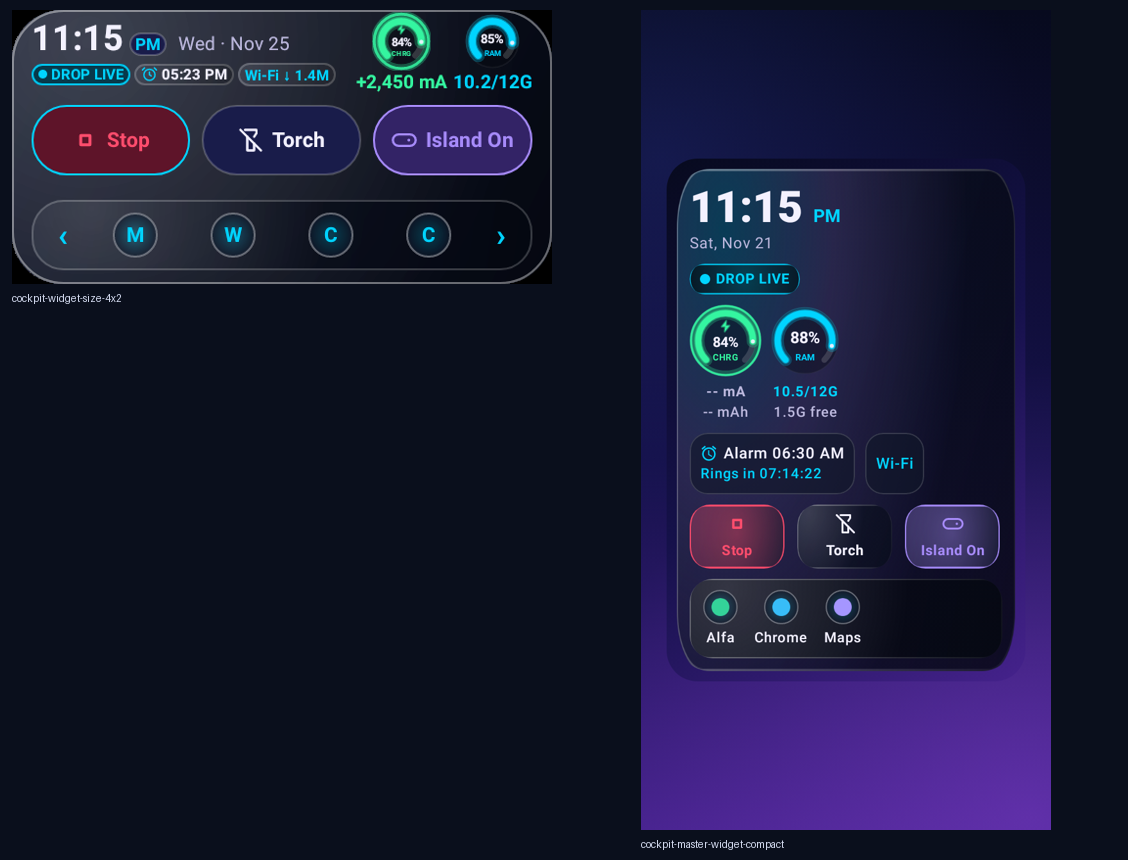 11:15 PM Wed · Nov 25
84% CHRG 85% RAM
DROP LIVE 05:23 PM Wi-Fi ↓ 1.4M
+2,450 mA 10.2/12G
Stop Torch Island On
‹ M W C C ›
cockpit-widget-size-4x2
11:15 PM
Sat, Nov 21
DROP LIVE
84% CHRG 88% RAM
-- mA 10.5/12G
-- mAh 1.5G free
Alarm 06:30 AM
Rings in 07:14:22
Wi-Fi
Stop Torch Island On
Alfa Chrome Maps
cockpit-master-widget-compact